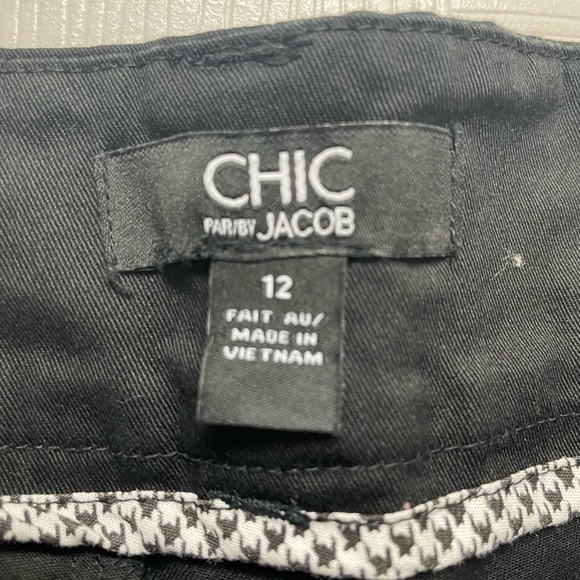 CHIC
PAR/BY JACOB
12
FAIT AU/
MADE IN
VIETNAM